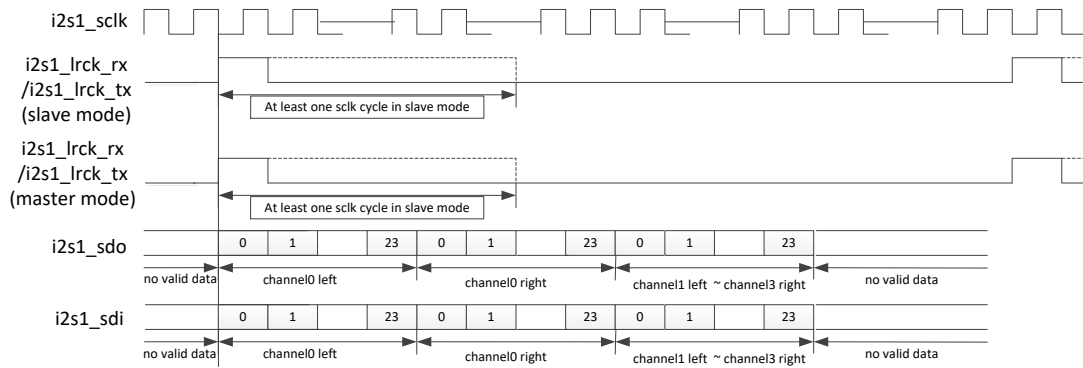 i2s1_sclk
i2s1_lrck_rx
/i2s1_lrck_tx
(slave mode)
At least one sclk cycle in slave mode
i2s1_lrck_rx
/i2s1_lrck_tx
(master mode)
At least one sclk cycle in slave mode
i2s1_sdo 0 1 23 0 1 23 0 1 23
no valid data channel0 left channel0 right channel1 left ~ channel3 right no valid data
i2s1_sdi 0 1 23 0 1 23 0 1 23
no valid data channel0 left channel0 right channel1 left ~ channel3 right no valid data